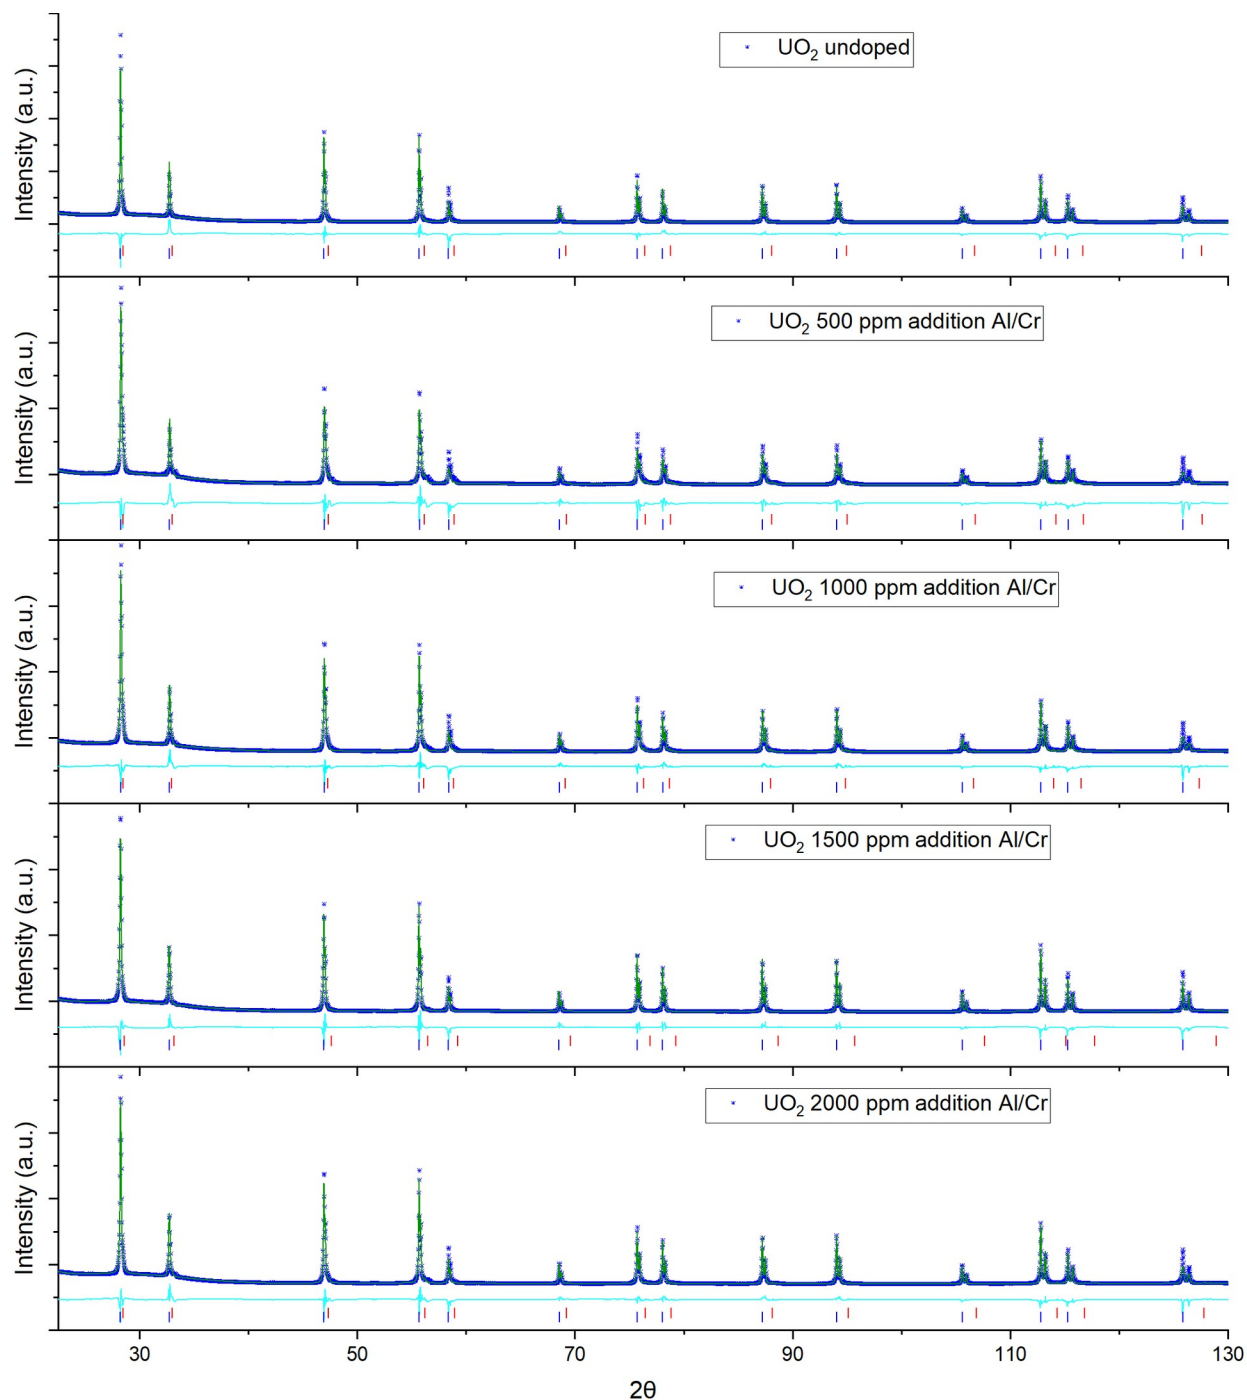 UO₂ undoped
Intensity (a.u.)
UO₂ 500 ppm addition Al/Cr
Intensity (a.u.)
UO₂ 1000 ppm addition Al/Cr
Intensity (a.u.)
UO₂ 1500 ppm addition Al/Cr
Intensity (a.u.)
UO₂ 2000 ppm addition Al/Cr
Intensity (a.u.)
30 50 70 90 110 130
2θ